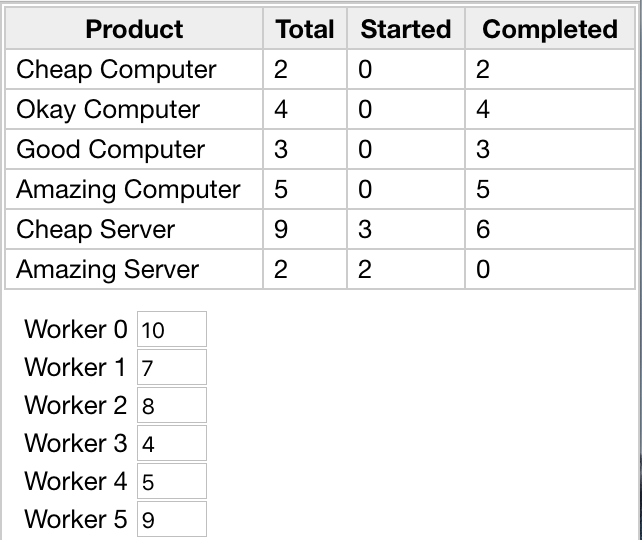 Product Total Started Completed
Cheap Computer 2 0 2
Okay Computer 4 0 4
Good Computer 3 0 3
Amazing Computer 5 0 5
Cheap Server 9 3 6
Amazing Server 2 2 0
Worker 0 10
Worker 1 7
Worker 2 8
Worker 3 4
Worker 4 5
Worker 5 9